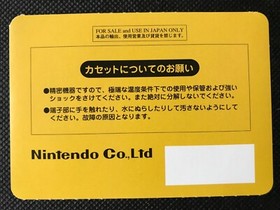 FOR SALE and USE IN JAPAN ONLY
本品の輸出、使用営業及び賃貸を禁じます。
カセットについてのお願い
●精密機器ですので、極端な温度条件下での使用や保管および強い
ショックをさけてください。また絶対に分解しないでください。
●端子部に手を触れたり、水にぬらしたりして汚さないようにして
ください。故障の原因となります。
Nintendo Co.,Ltd